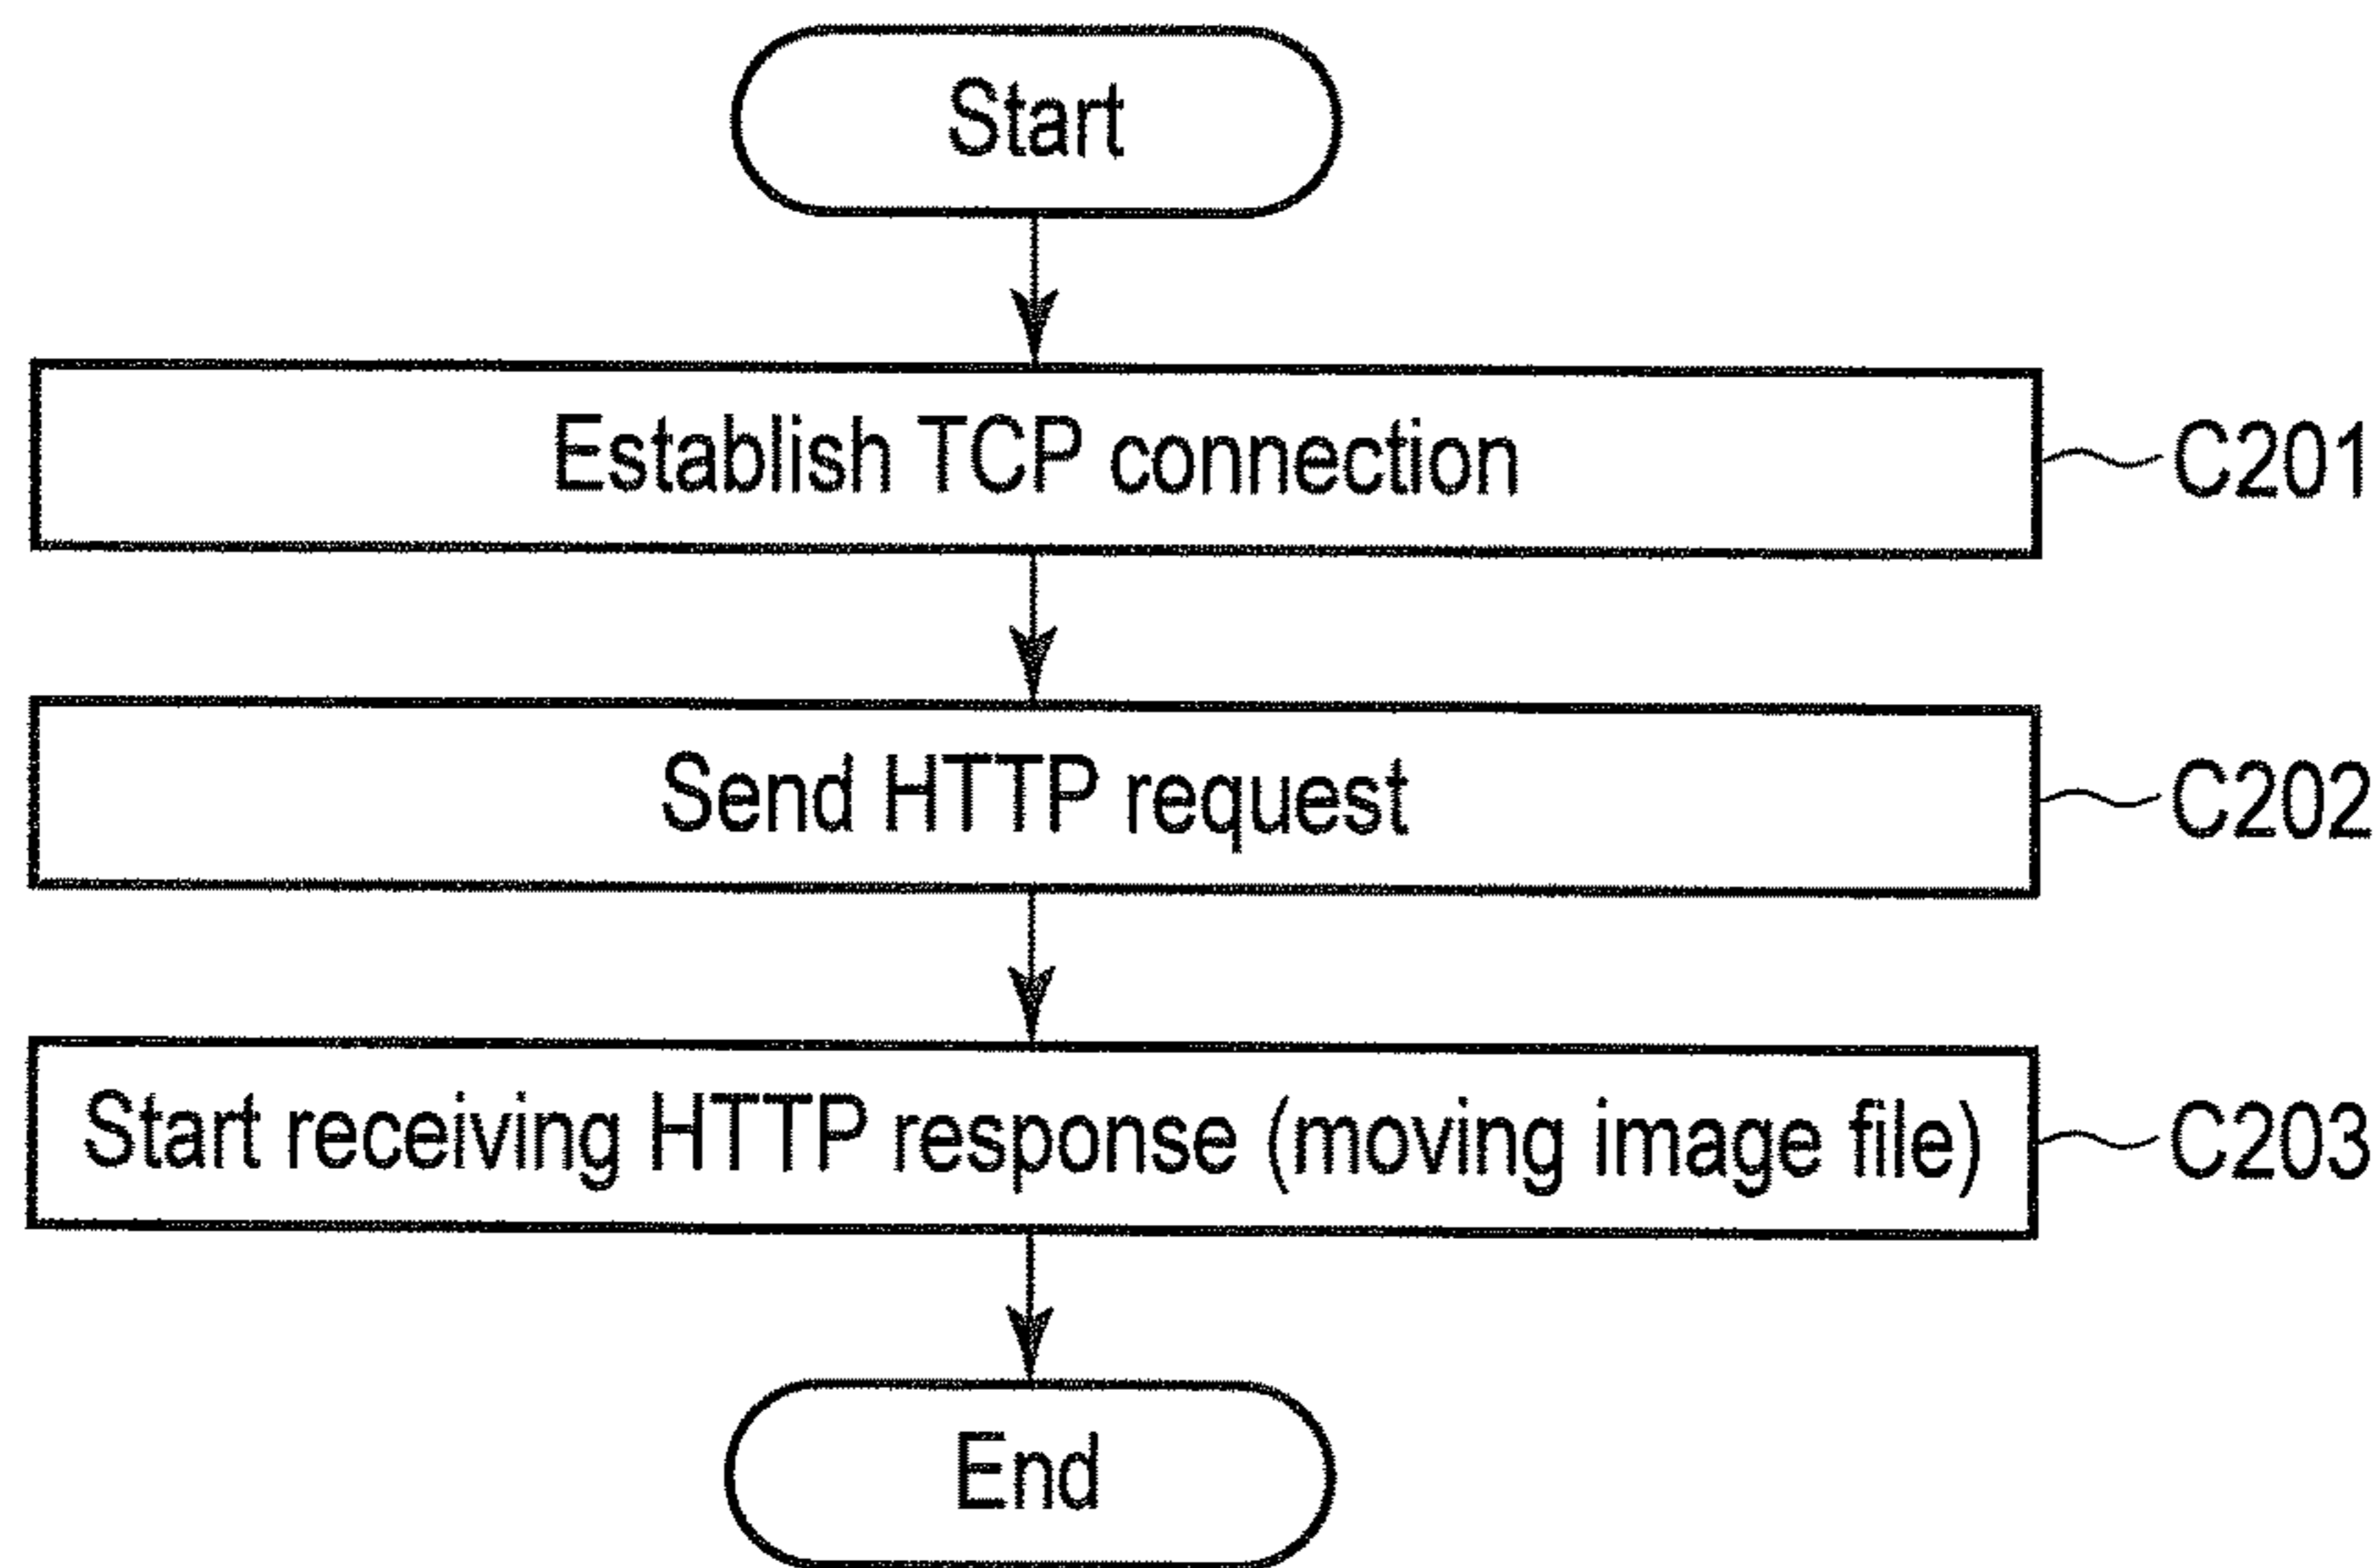 Start
Establish TCP connection
C201
Send HTTP request
C202
Start receiving HTTP response (moving image file)
C203
End